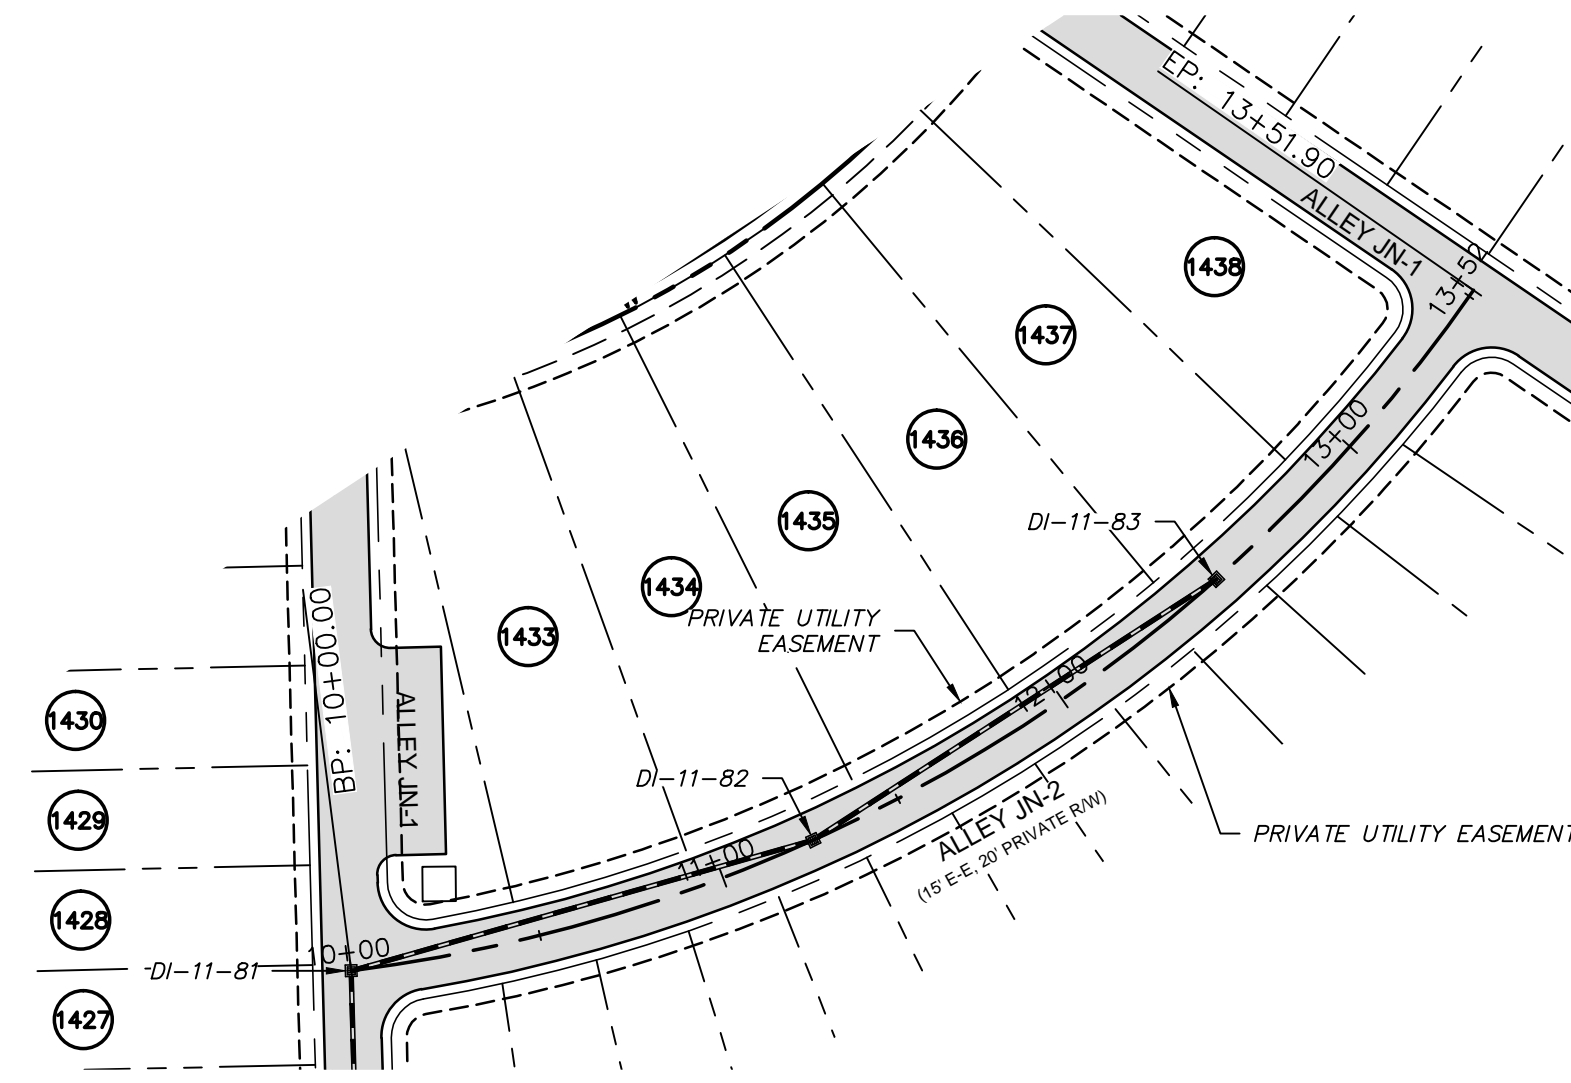 EP: 13+51.90
ALLEY JN-1
13+52
1438
1437
13+00
1436
1435
DI-11-83
1434
PRIVATE UTILITY
EASEMENT
1433
BP: 10+00.00
12+00
1430
ALLEY JN-1
DI-11-82
1429
ALLEY JN-2
(15' E-E, 20' PRIVATE R/W)
PRIVATE UTILITY EASEMENT
11+00
1428
10+00
DI-11-81
1427